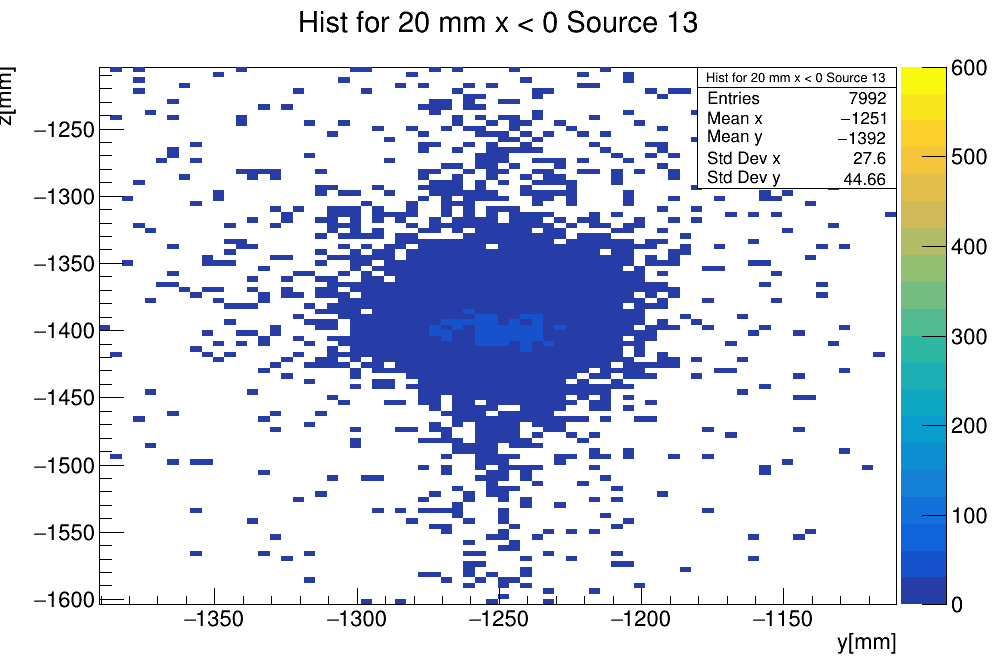 Hist for 20 mm x < 0 Source 13
z[mm]
Hist for 20 mm x < 0 Source 13
Entries 7992
Mean x −1251
Mean y −1392
Std Dev x 27.6
Std Dev y 44.66
−1250
−1300
−1350
−1400
−1450
−1500
−1550
−1600
−1350 −1300 −1250 −1200 −1150
y[mm]
600
500
400
300
200
100
0